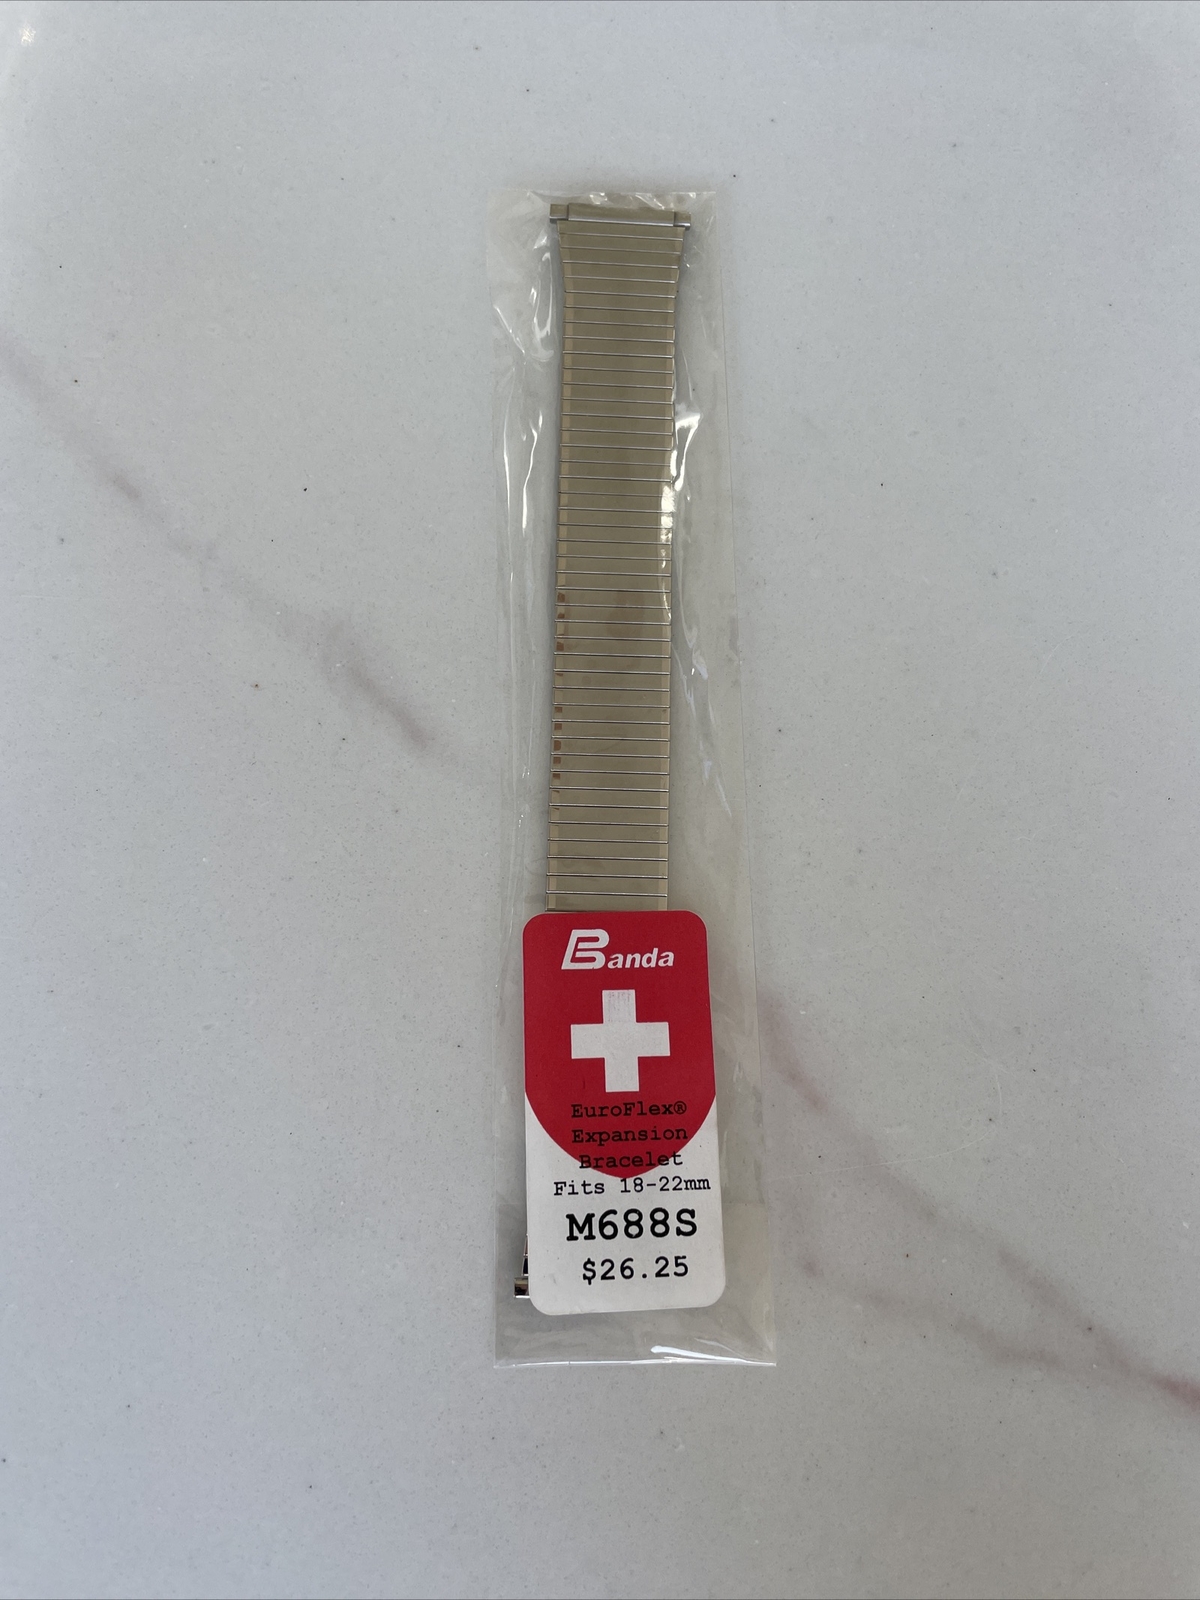 Banda
EuroFlex®
Expansion
Bracelet
Fits 18-22mm
M688S
$26.25